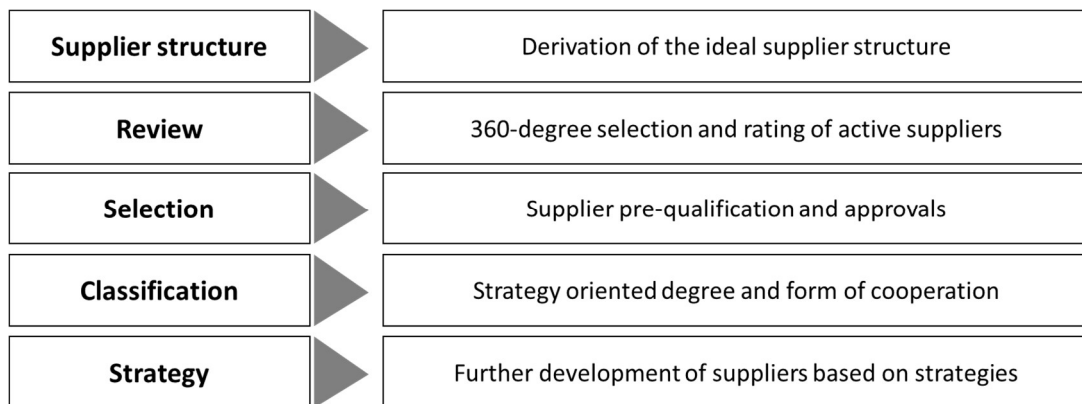 Supplier structure
Derivation of the ideal supplier structure
Review
360-degree selection and rating of active suppliers
Selection
Supplier pre-qualification and approvals
Classification
Strategy oriented degree and form of cooperation
Strategy
Further development of suppliers based on strategies